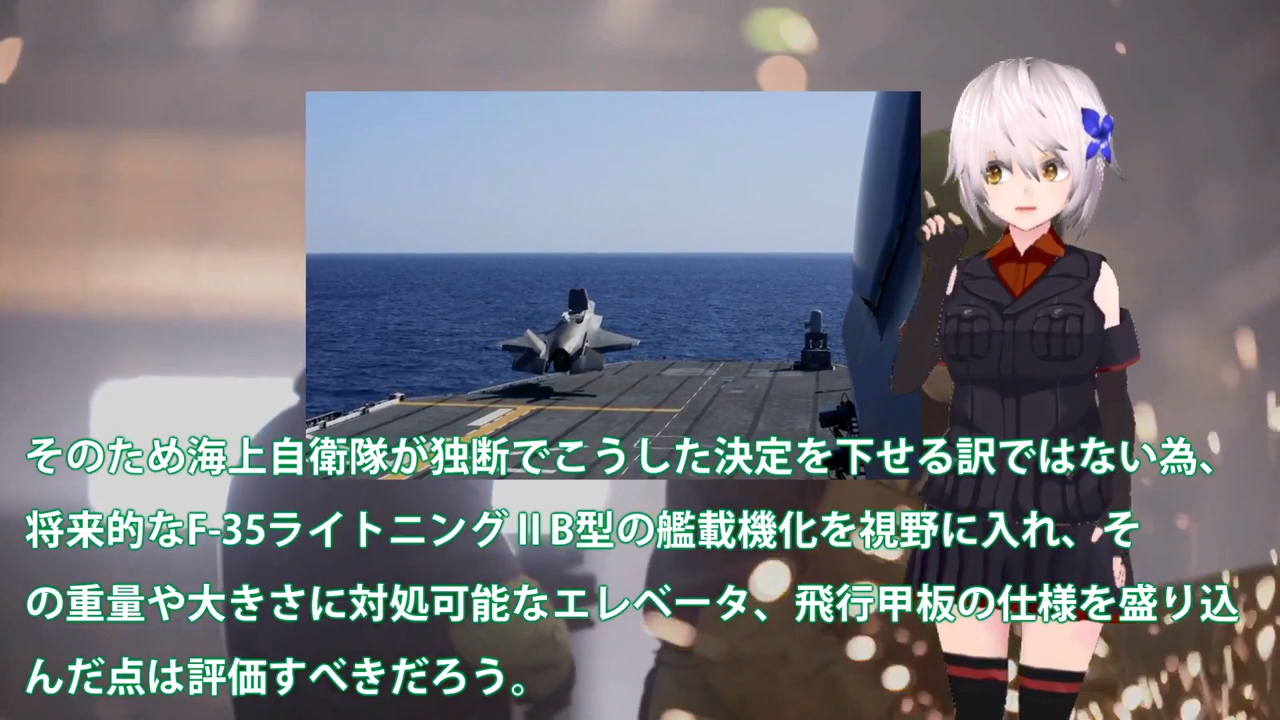 そのため海上自衛隊が独断でこうした決定を下せる訳ではない為、
将来的なF-35ライトニングⅡB型の艦載機化を視野に入れ、そ
の重量や大きさに対処可能なエレベータ、飛行甲板の仕様を盛り込
んだ点は評価すべきだろう。